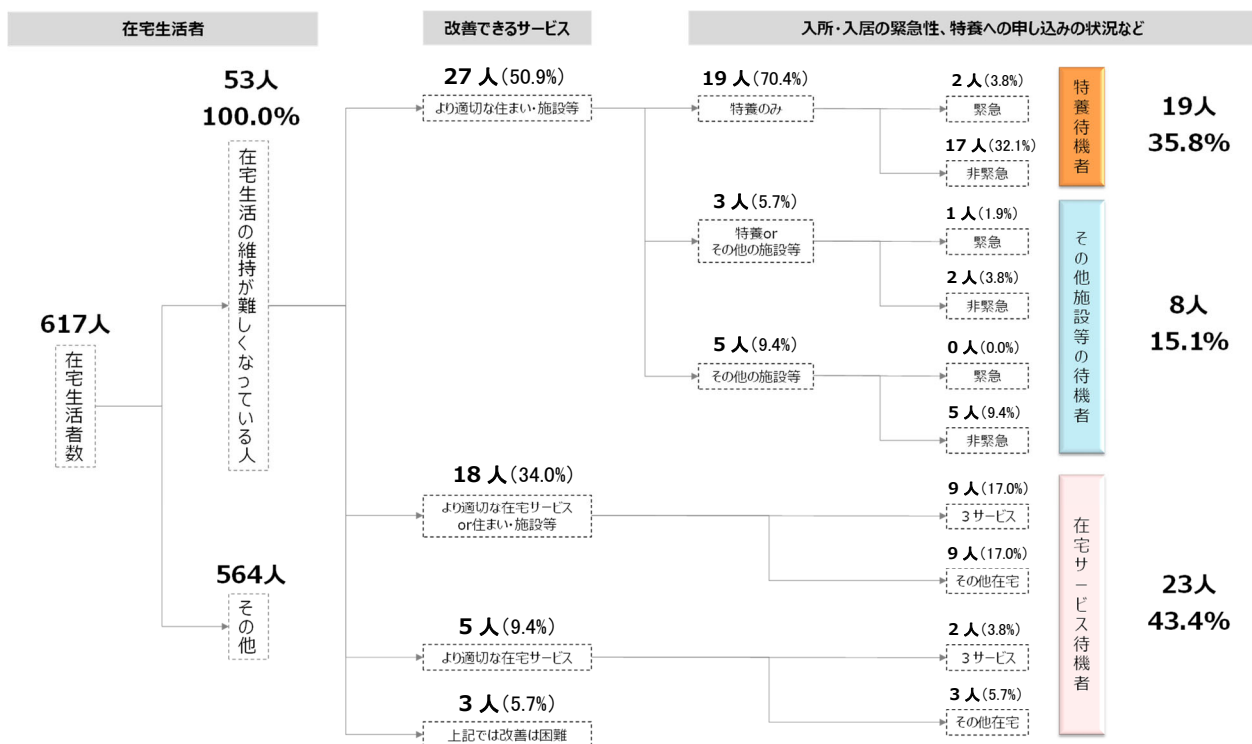 在宅生活者
改善できるサービス
入所・入居の緊急性、特養への申し込みの状況など
617人
在宅生活者数
53人
100.0%
在宅生活の維持が難しくなっている人
564人
その他
27 人(50.9%)
より適切な住まい・施設等
18 人(34.0%)
より適切な在宅サービス
or住まい・施設等
5 人(9.4%)
より適切な在宅サービス
3 人(5.7%)
上記では改善は困難
19 人(70.4%)
特養のみ
3 人(5.7%)
特養or
その他の施設等
5 人(9.4%)
その他の施設等
2 人(3.8%)
緊急
17 人(32.1%)
非緊急
1 人(1.9%)
緊急
2 人(3.8%)
非緊急
0 人(0.0%)
緊急
5 人(9.4%)
非緊急
9 人(17.0%)
3サービス
9 人(17.0%)
その他在宅
2 人(3.8%)
3サービス
3 人(5.7%)
その他在宅
特養待機者
19人
35.8%
その他施設等の待機者
8人
15.1%
在宅サービス待機者
23人
43.4%